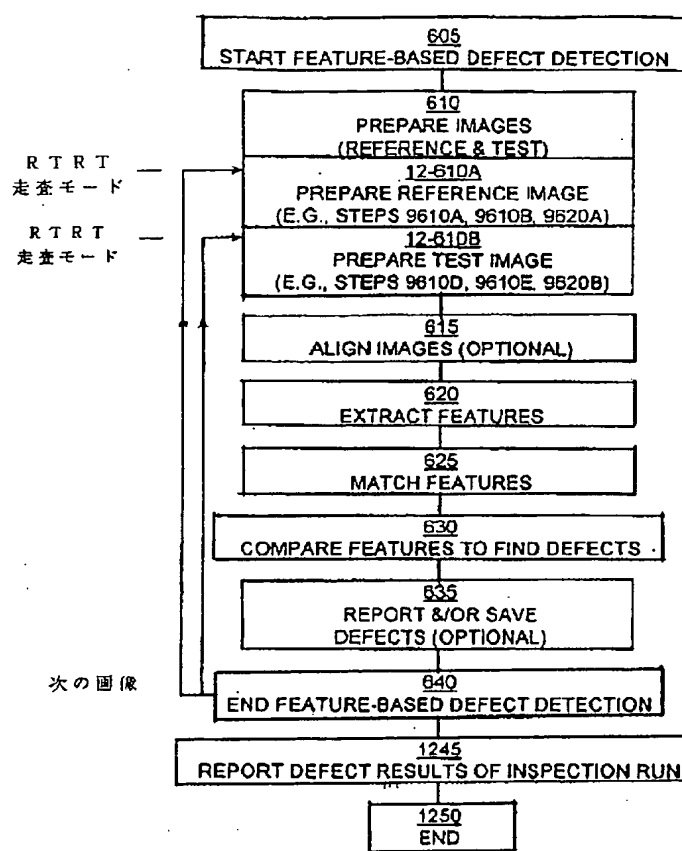 605
START FEATURE-BASED DEFECT DETECTION
610
PREPARE IMAGES
(REFERENCE & TEST)
RTRT
走査モード
12-610A
PREPARE REFERENCE IMAGE
(E.G., STEPS 9610A, 9610B, 9620A)
RTRT
走査モード
12-610B
PREPARE TEST IMAGE
(E.G., STEPS 9610D, 9610E, 9620B)
615
ALIGN IMAGES (OPTIONAL)
620
EXTRACT FEATURES
625
MATCH FEATURES
630
COMPARE FEATURES TO FIND DEFECTS
635
REPORT &/OR SAVE
DEFECTS (OPTIONAL)
次の画像
640
END FEATURE-BASED DEFECT DETECTION
1245
REPORT DEFECT RESULTS OF INSPECTION RUN
1250
END